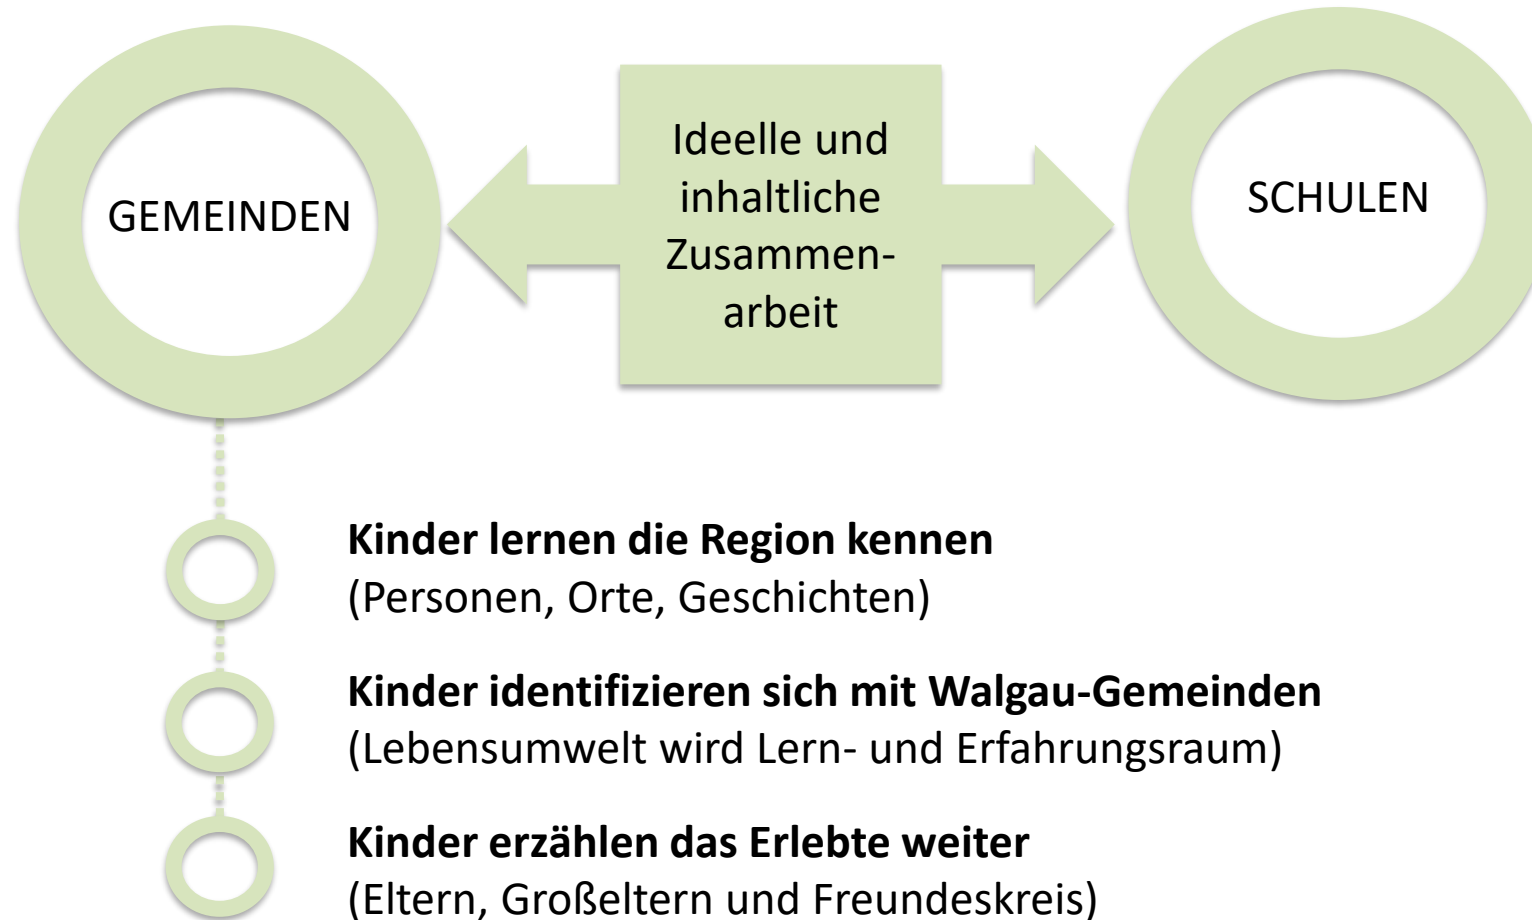 GEMEINDEN
Ideelle und
inhaltliche
Zusammen-
arbeit
SCHULEN
Kinder lernen die Region kennen
(Personen, Orte, Geschichten)
Kinder identifizieren sich mit Walgau-Gemeinden
(Lebensumwelt wird Lern- und Erfahrungsraum)
Kinder erzählen das Erlebte weiter
(Eltern, Großeltern und Freundeskreis)